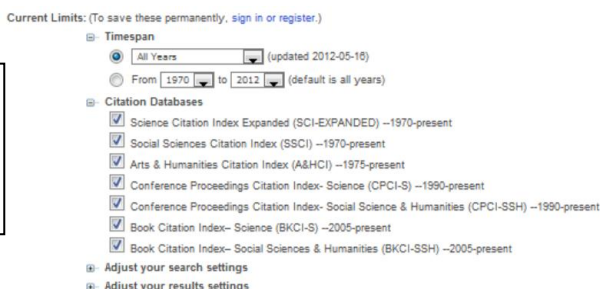 Current Limits: (To save these permanently, sign in or register.)
Timespan
All Years (updated 2012-05-16)
From 1970 to 2012 (default is all years)
Citation Databases
Science Citation Index Expanded (SCI-EXPANDED) --1970-present
Social Sciences Citation Index (SSCI) --1970-present
Arts & Humanities Citation Index (A&HCI) --1975-present
Conference Proceedings Citation Index- Science (CPCI-S) --1990-present
Conference Proceedings Citation Index- Social Science & Humanities (CPCI-SSH) --1990-present
Book Citation Index– Science (BKCI-S) --2005-present
Book Citation Index– Social Sciences & Humanities (BKCI-SSH) --2005-present
Adjust your search settings
Adjust your results settings